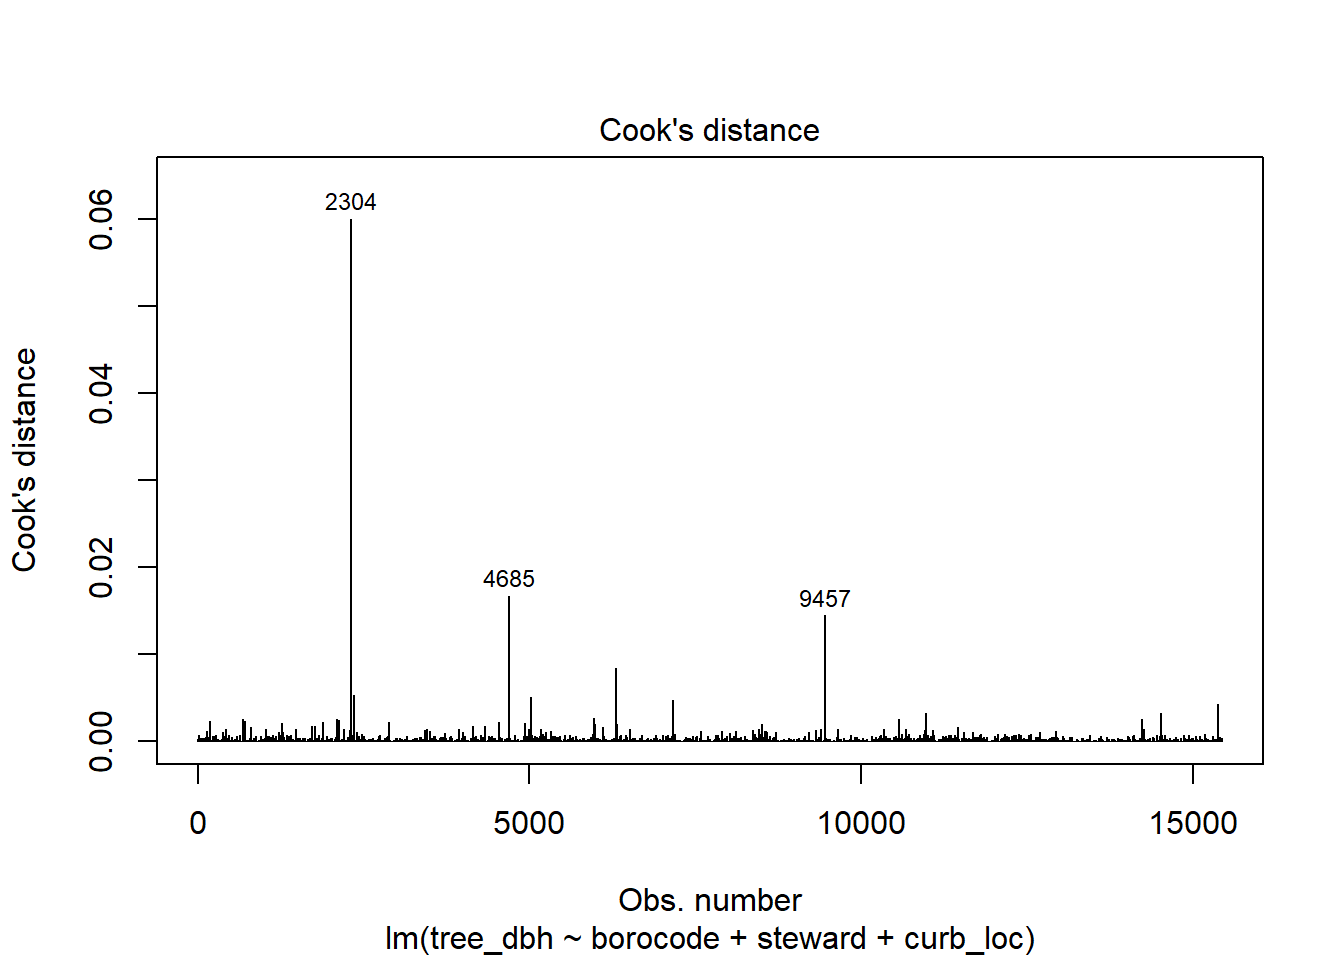 Cook's distance
2304
4685
9457
Cook's distance
0.00
0.02
0.04
0.06
0
5000
10000
15000
Obs. number
lm(tree_dbh ~ borocode + steward + curb_loc)